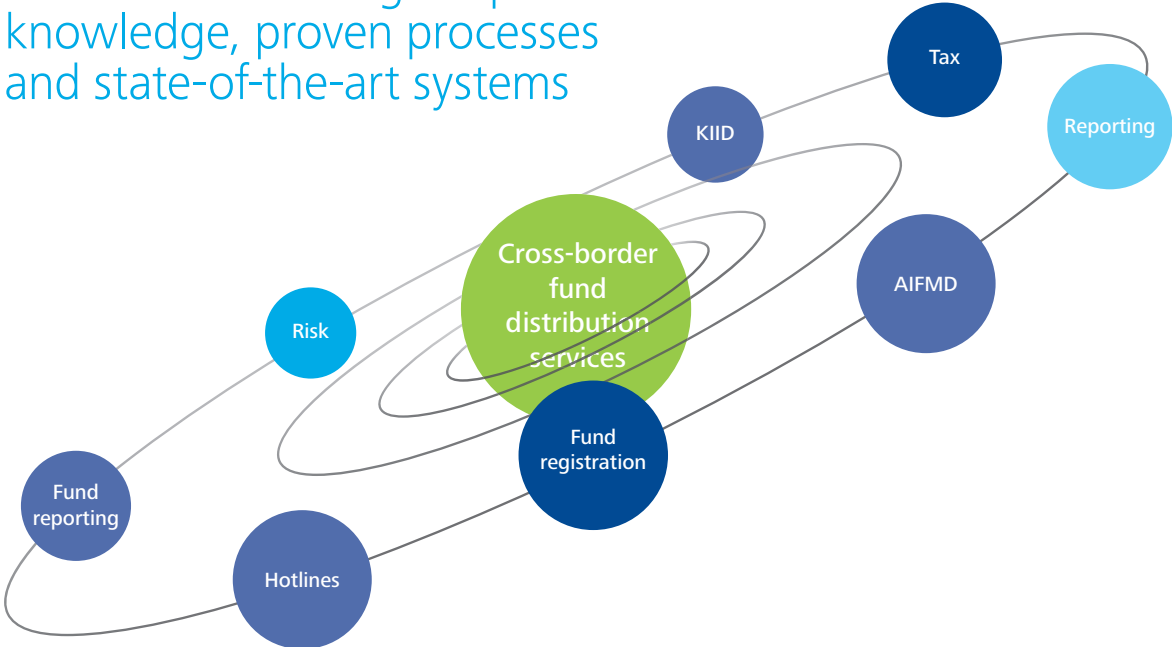 knowledge, proven processes
and state-of-the-art systems
Tax
KIID
Reporting
Cross-border
fund
distribution
services
AIFMD
Risk
Fund
registration
Fund
reporting
Hotlines